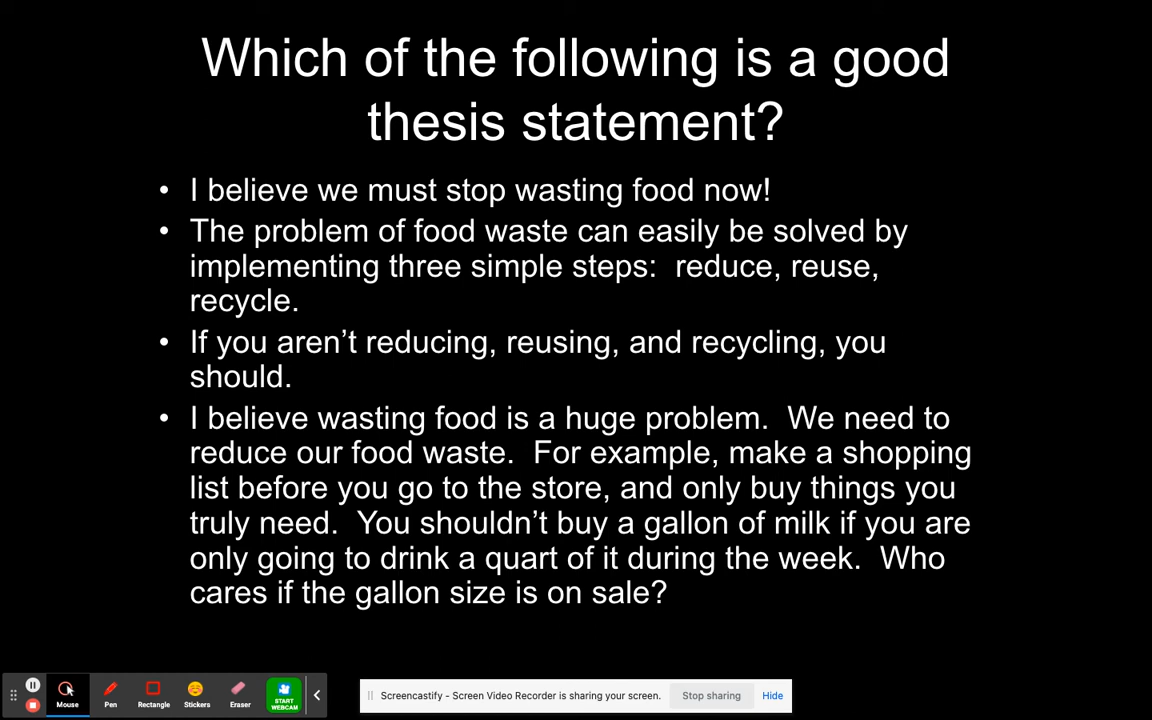 Which of the following is a good
thesis statement?
• I believe we must stop wasting food now!
• The problem of food waste can easily be solved by
implementing three simple steps:  reduce, reuse,
recycle.
• If you aren’t reducing, reusing, and recycling, you
should.
• I believe wasting food is a huge problem.  We need to
reduce our food waste.  For example, make a shopping
list before you go to the store, and only buy things you
truly need.  You shouldn’t buy a gallon of milk if you are
only going to drink a quart of it during the week.  Who
cares if the gallon size is on sale?
Mouse
Pen
Rectangle
Stickers
Eraser
START
WEBCAM
Screencastify - Screen Video Recorder is sharing your screen.
Stop sharing
Hide